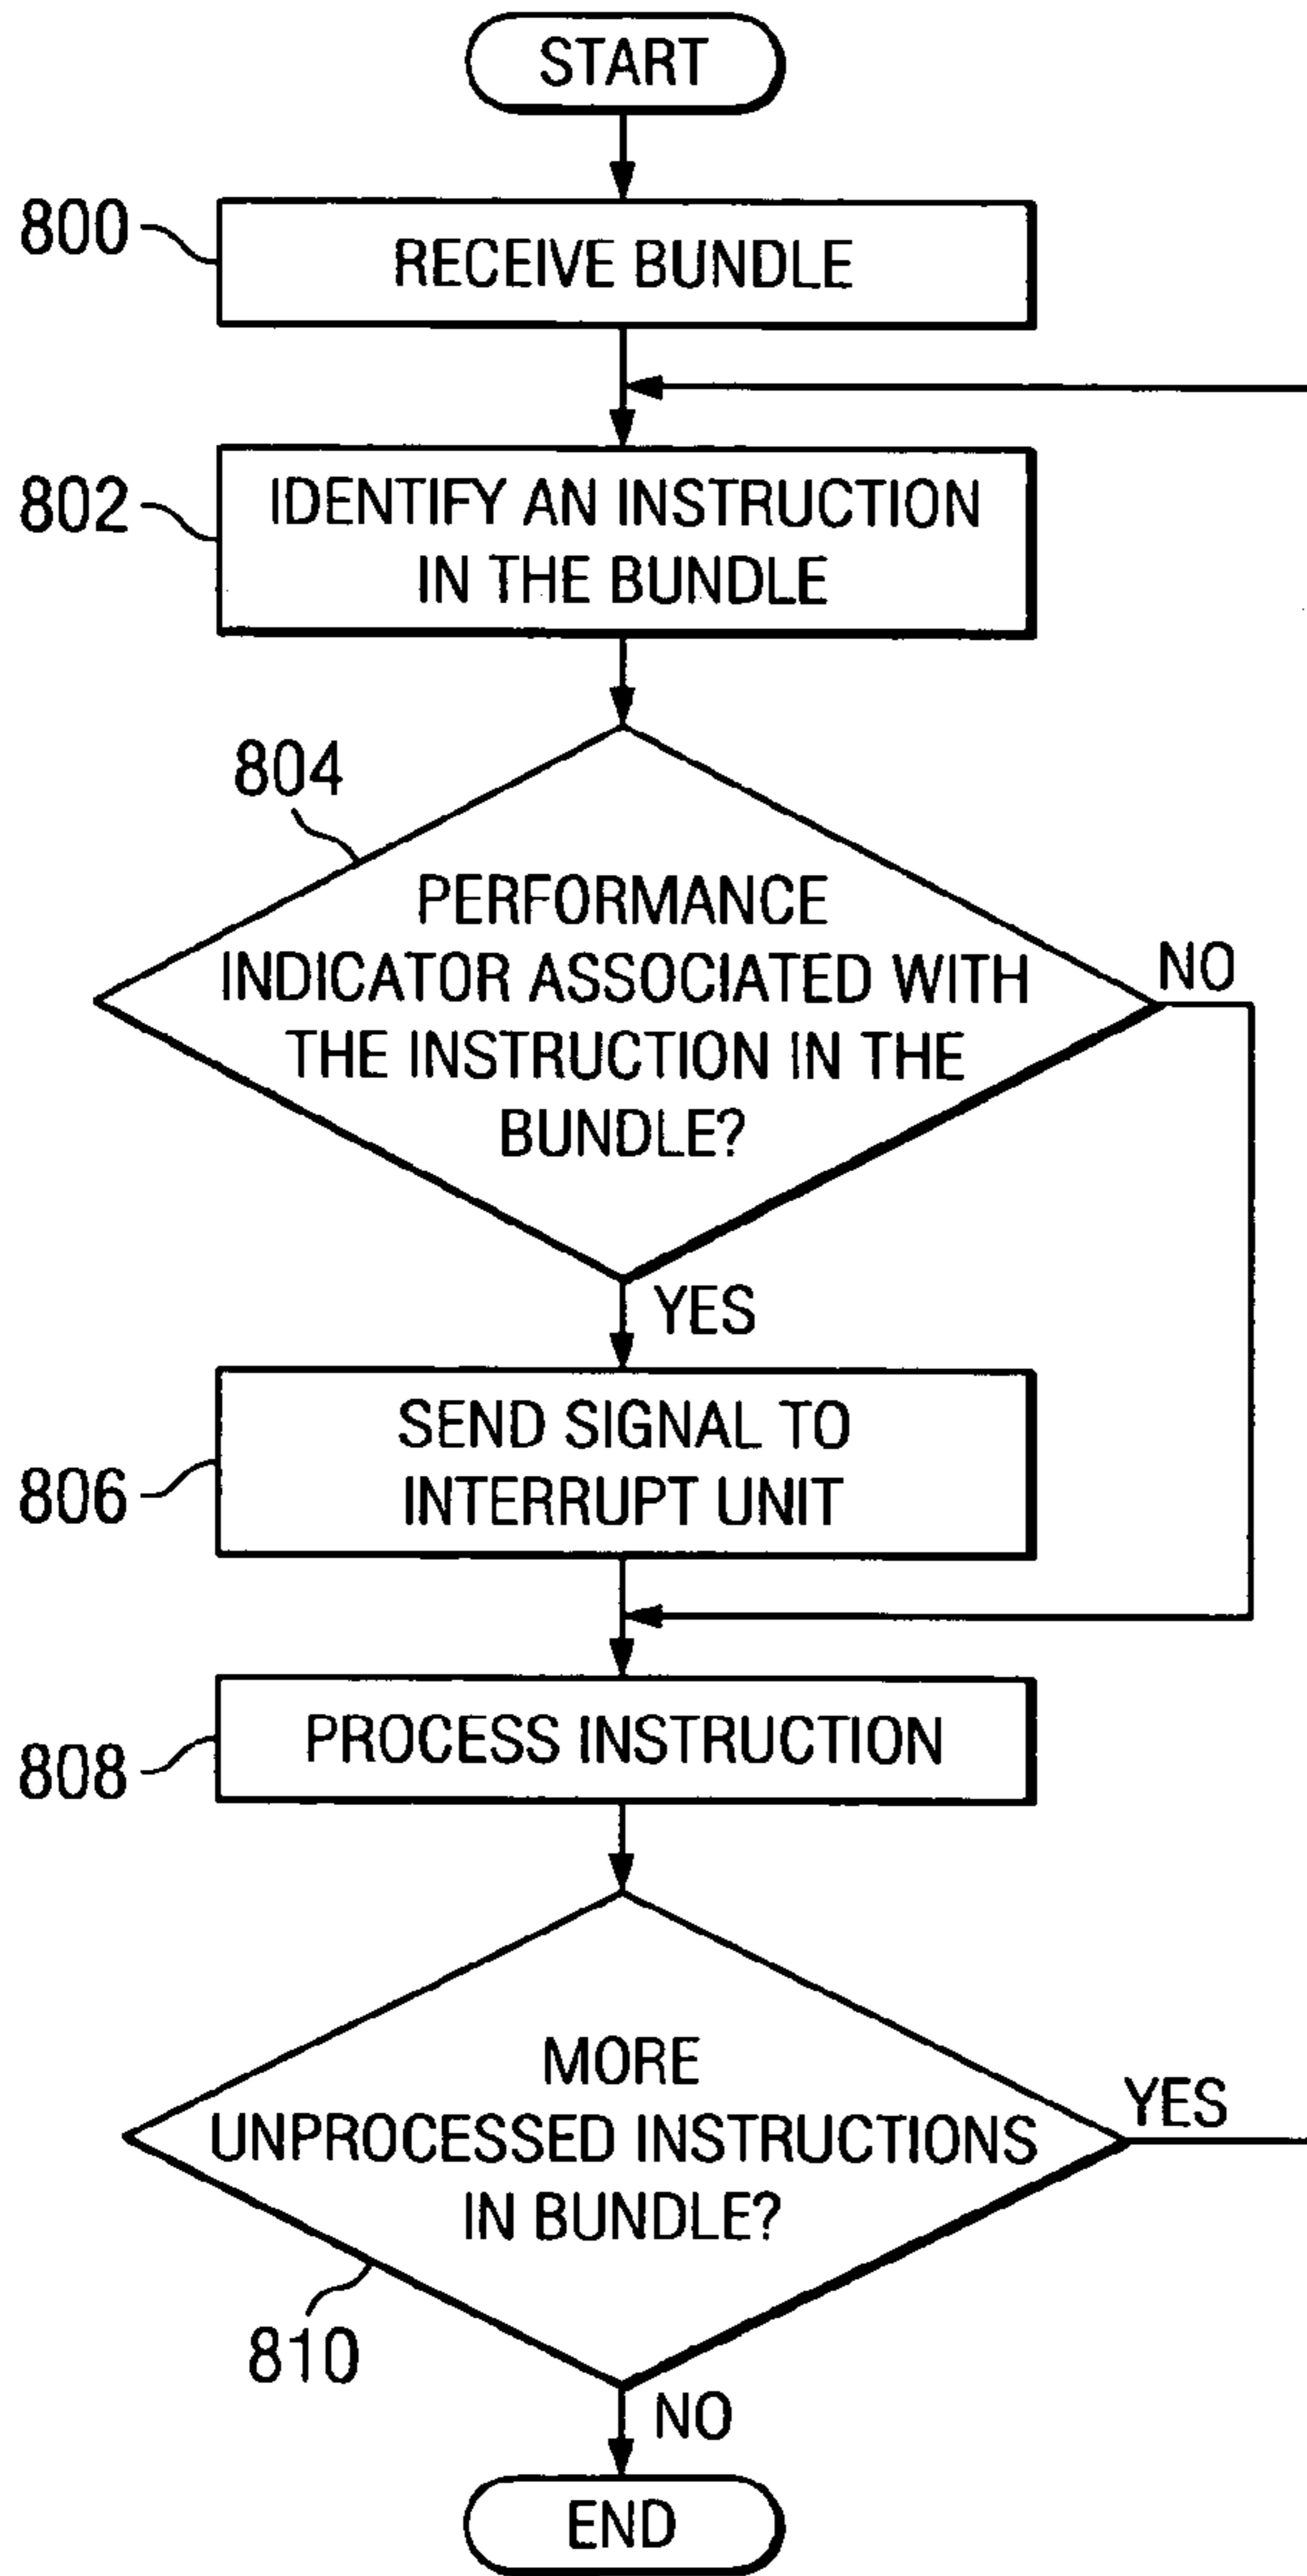 START
800
RECEIVE BUNDLE
802
IDENTIFY AN INSTRUCTION
IN THE BUNDLE
804
PERFORMANCE
INDICATOR ASSOCIATED WITH
THE INSTRUCTION IN THE
BUNDLE?
NO
YES
806
SEND SIGNAL TO
INTERRUPT UNIT
808
PROCESS INSTRUCTION
MORE
UNPROCESSED INSTRUCTIONS
IN BUNDLE?
YES
810
NO
END